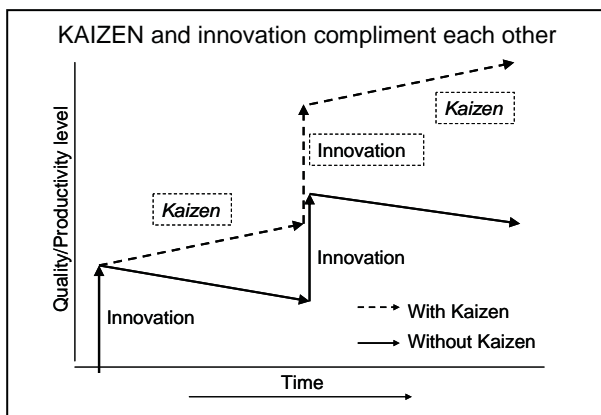 KAIZEN and innovation compliment each other
Quality/Productivity level
Kaizen
Innovation
Kaizen
Innovation
Innovation
With Kaizen
Without Kaizen
Time